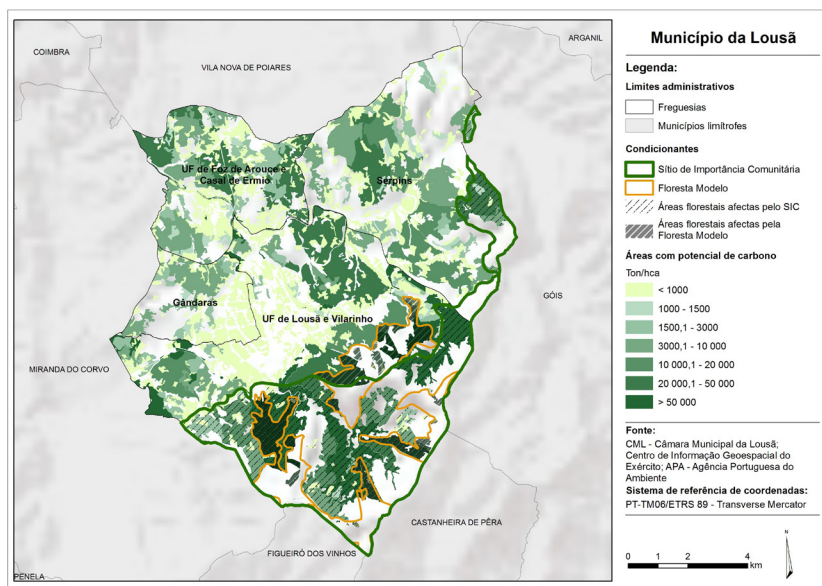 COIMBRA
ARGANIL
VILA NOVA DE POIARES
UF de Foz de Arouce e
Casal de Ermio
Serpins
GÓIS
Gândaras
UF de Lousã e Vilarinho
MIRANDA DO CORVO
CASTANHEIRA DE PÊRA
FIGUEIRÓ DOS VINHOS
PENELA
Município da Lousã
Legenda:
Limites administrativos
Freguesias
Municípios limítrofes
Condicionantes
Sítio de Importância Comunitária
Floresta Modelo
Áreas florestais afectas pelo SIC
Áreas florestais afectas pela
Floresta Modelo
Áreas com potencial de carbono
Ton/hca
< 1000
1000 - 1500
1500,1 - 3000
3000,1 - 10 000
10 000,1 - 20 000
20 000,1 - 50 000
> 50 000
Fonte:
CML - Câmara Municipal da Lousã;
Centro de Informação Geoespacial do
Exército; APA - Agência Portuguesa do
Ambiente
Sistema de referência de coordenadas:
PT-TM06/ETRS 89 - Transverse Mercator
N
0 1 2 4
km